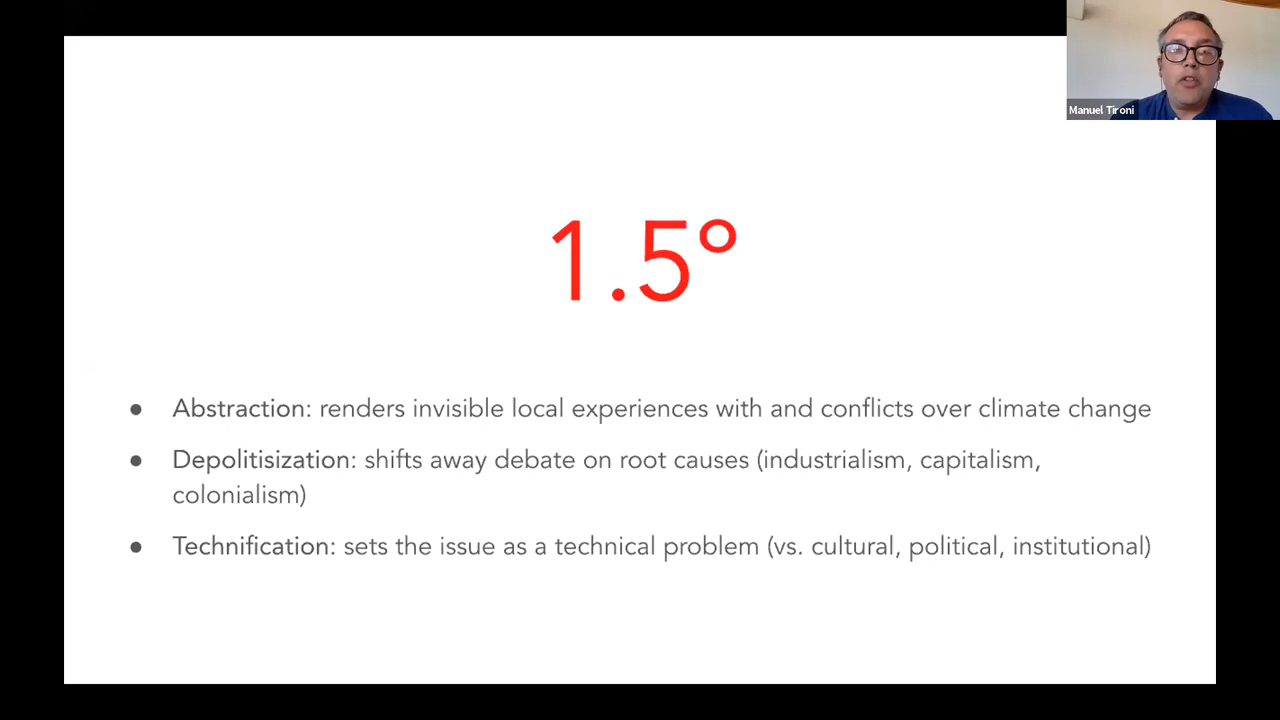 Manuel Tironi
1.5°
● Abstraction: renders invisible local experiences with and conflicts over climate change
● Depolitisization: shifts away debate on root causes (industrialism, capitalism,
colonialism)
● Technification: sets the issue as a technical problem (vs. cultural, political, institutional)